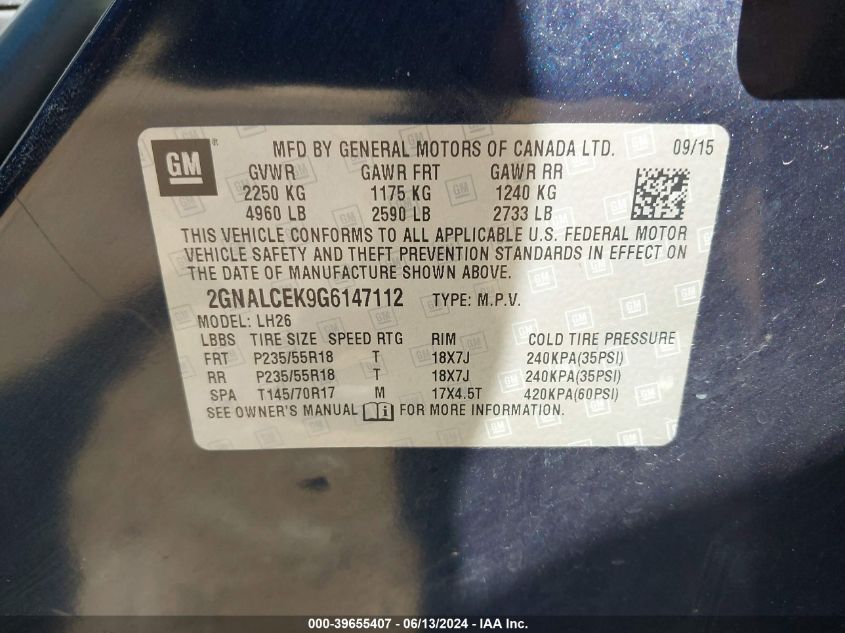 GM
MFD BY GENERAL MOTORS OF CANADA LTD. 09/15
GVWR GAWR FRT GAWR RR
2250 KG 1175 KG 1240 KG
4960 LB 2590 LB 2733 LB
THIS VEHICLE CONFORMS TO ALL APPLICABLE U.S. FEDERAL MOTOR
VEHICLE SAFETY AND THEFT PREVENTION STANDARDS IN EFFECT ON
THE DATE OF MANUFACTURE SHOWN ABOVE.
2GNALCEK9G6147112 TYPE: M.P.V.
MODEL: LH26
LBBS TIRE SIZE SPEED RTG RIM COLD TIRE PRESSURE
FRT P235/55R18 T 18X7J 240KPA(35PSI)
RR P235/55R18 T 18X7J 240KPA(35PSI)
SPA T145/70R17 M 17X4.5T 420KPA(60PSI)
SEE OWNER'S MANUAL i FOR MORE INFORMATION.
000-39655407 - 06/13/2024 - IAA Inc.